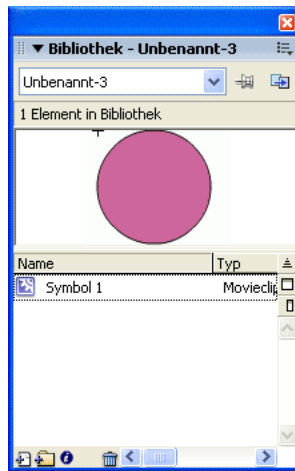 Bibliothek - Unbenannt-3
Unbenannt-3
1 Element in Bibliothek
Name Typ
Symbol 1 Movieclip